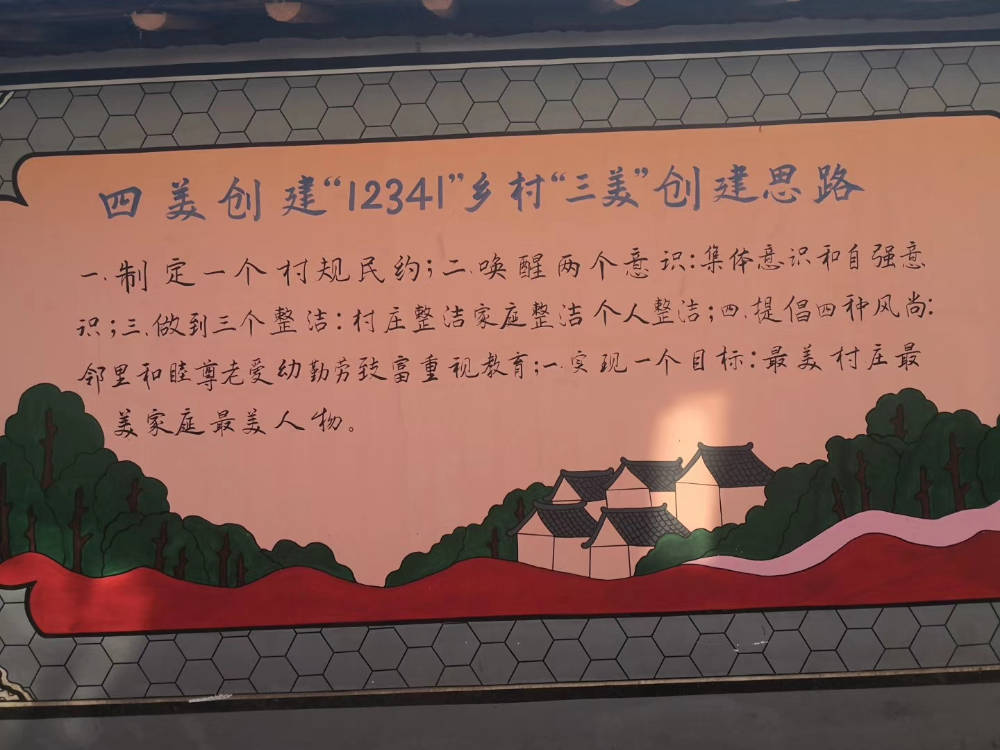 四美创建“12341”乡村“三美”创建思路
一、制定一个村规民约；二、唤醒两个意识：集体意识和自强意
识；三、做到三个整洁：村庄整洁家庭整洁个人整洁；四、提倡四种风尚：
邻里和睦尊老爱幼勤劳致富重视教育；一、实现一个目标：最美村庄最
美家庭最美人物。